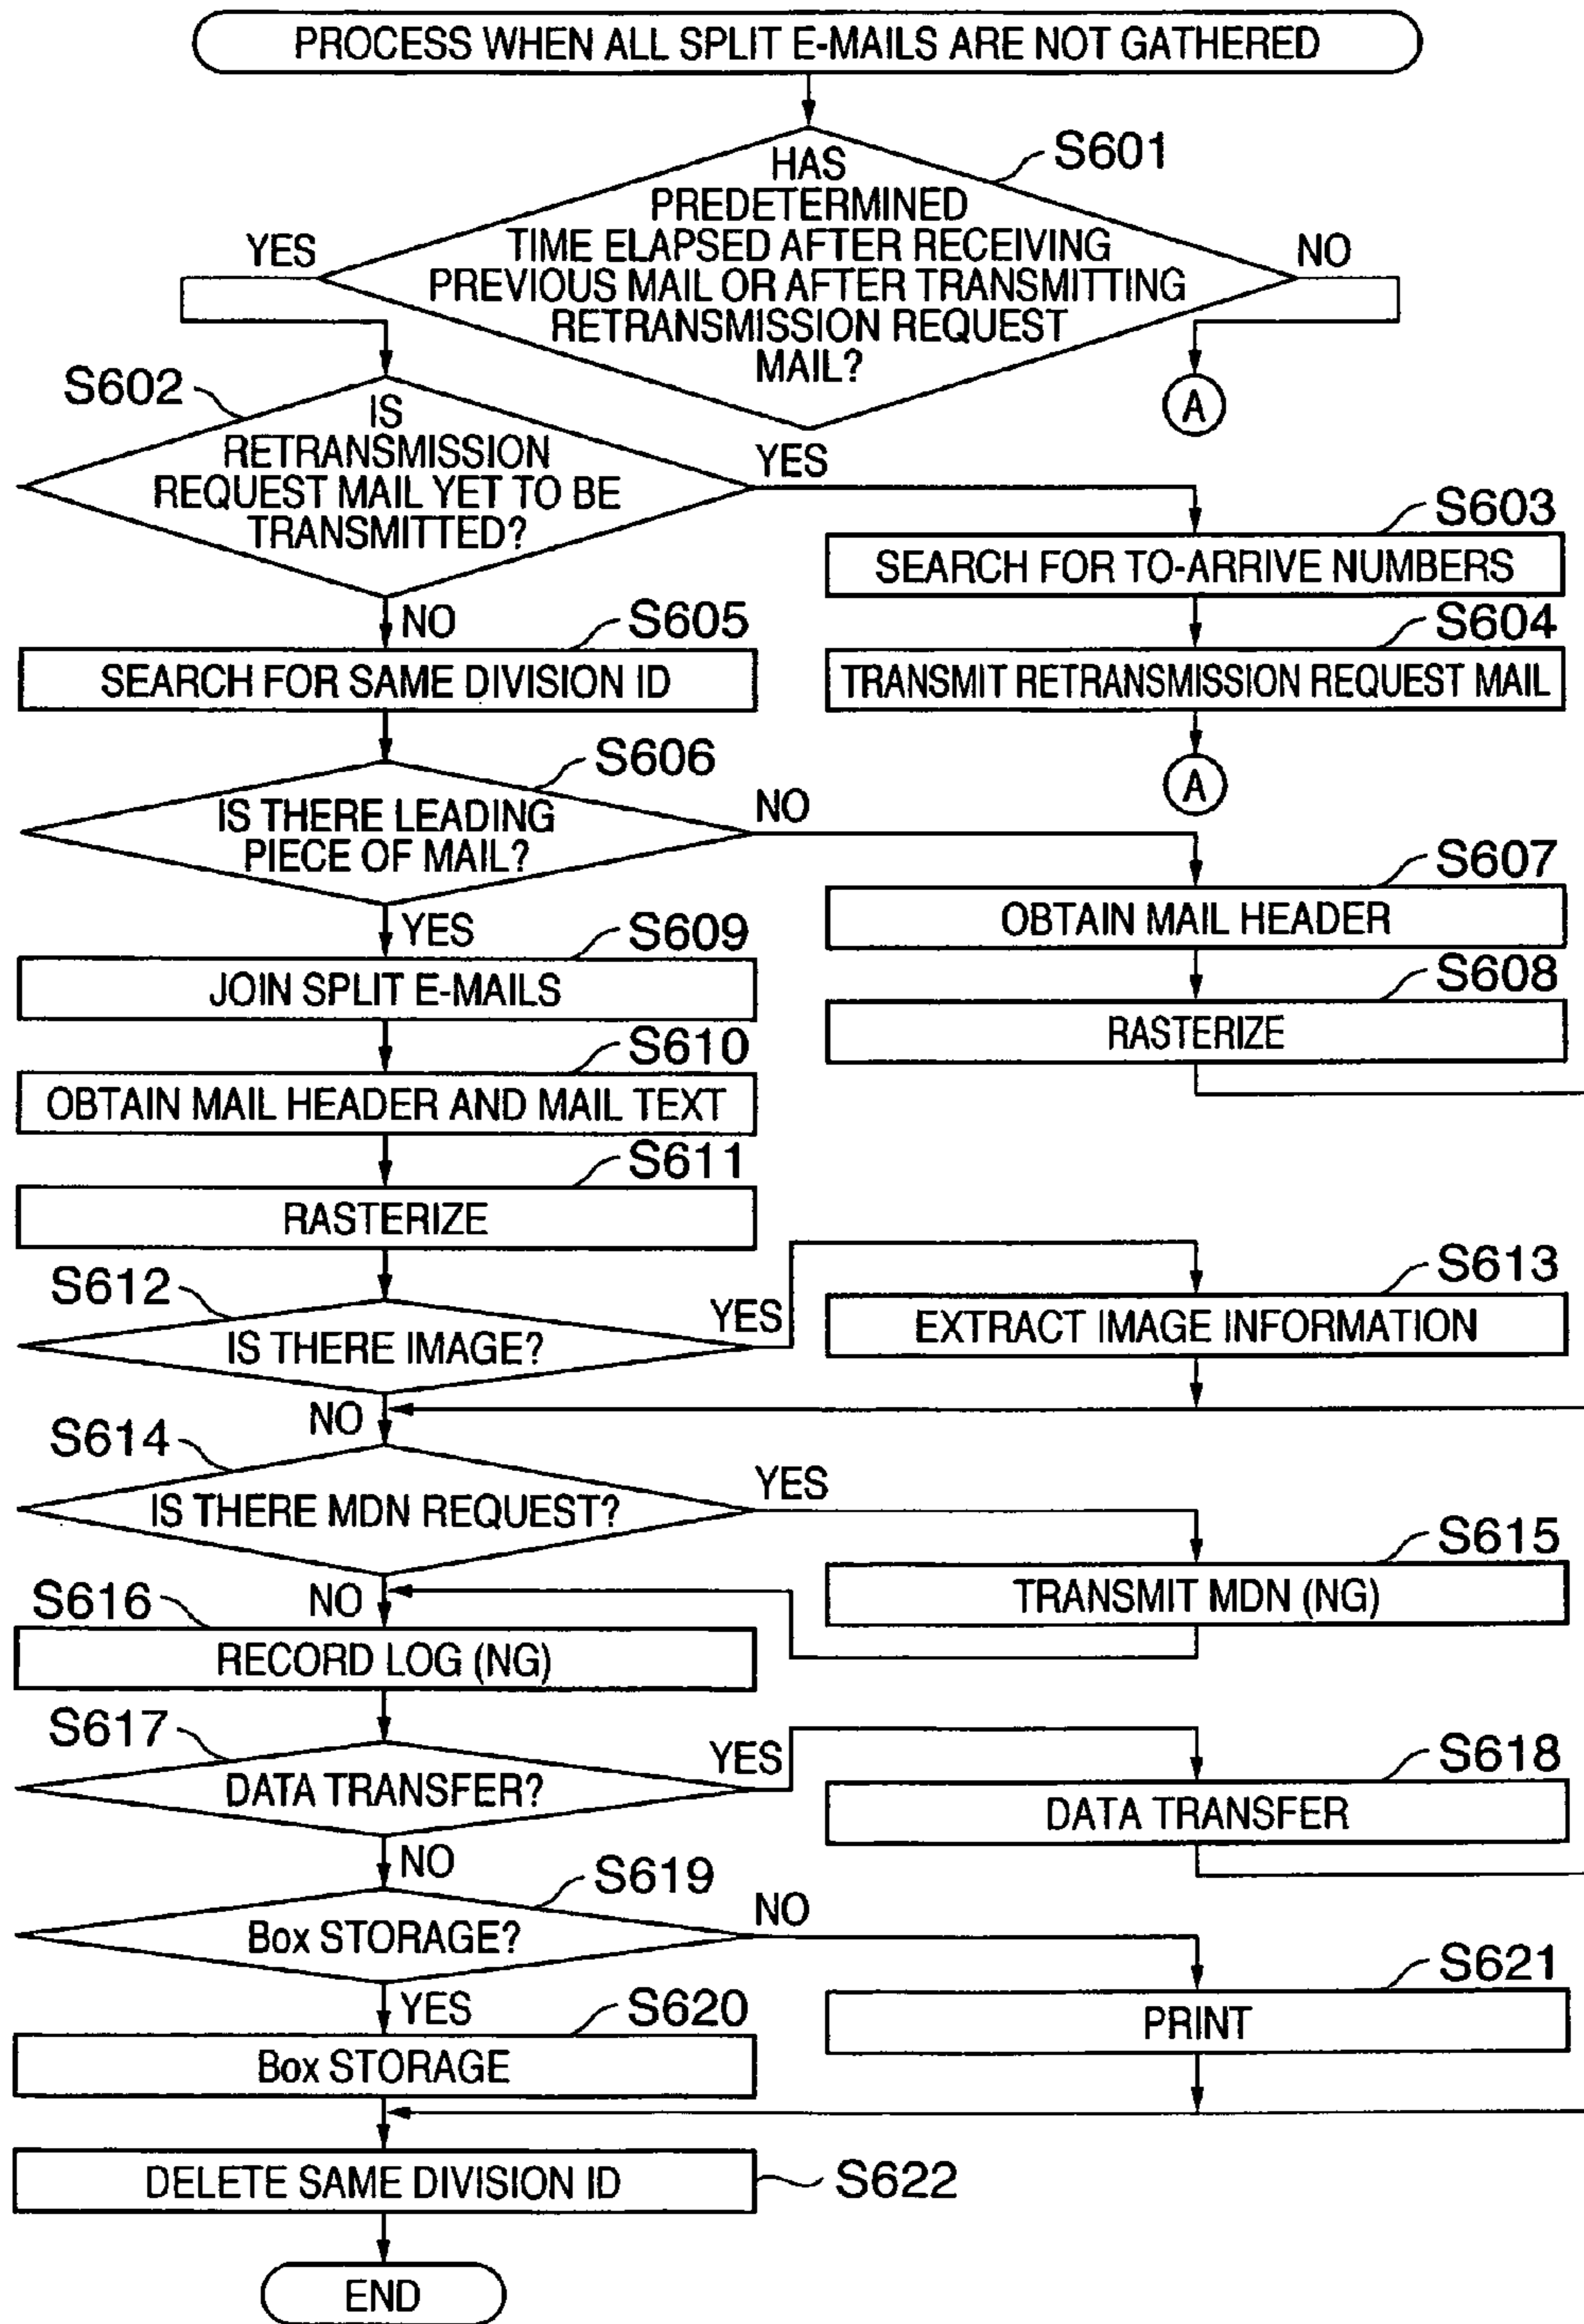 PROCESS WHEN ALL SPLIT E-MAILS ARE NOT GATHERED
S601
HAS
PREDETERMINED
TIME ELAPSED AFTER RECEIVING
PREVIOUS MAIL OR AFTER TRANSMITTING
RETRANSMISSION REQUEST
MAIL?
YES
NO
A
S602
IS
RETRANSMISSION
REQUEST MAIL YET TO BE
TRANSMITTED?
YES
NO
S603
SEARCH FOR TO-ARRIVE NUMBERS
S604
TRANSMIT RETRANSMISSION REQUEST MAIL
A
S605
SEARCH FOR SAME DIVISION ID
S606
IS THERE LEADING
PIECE OF MAIL?
NO
YES
S607
OBTAIN MAIL HEADER
S608
RASTERIZE
S609
JOIN SPLIT E-MAILS
S610
OBTAIN MAIL HEADER AND MAIL TEXT
S611
RASTERIZE
S612
IS THERE IMAGE?
YES
NO
S613
EXTRACT IMAGE INFORMATION
S614
IS THERE MDN REQUEST?
YES
NO
S615
TRANSMIT MDN (NG)
S616
RECORD LOG (NG)
S617
DATA TRANSFER?
YES
NO
S618
DATA TRANSFER
S619
Box STORAGE?
NO
YES
S620
Box STORAGE
S621
PRINT
DELETE SAME DIVISION ID
S622
END